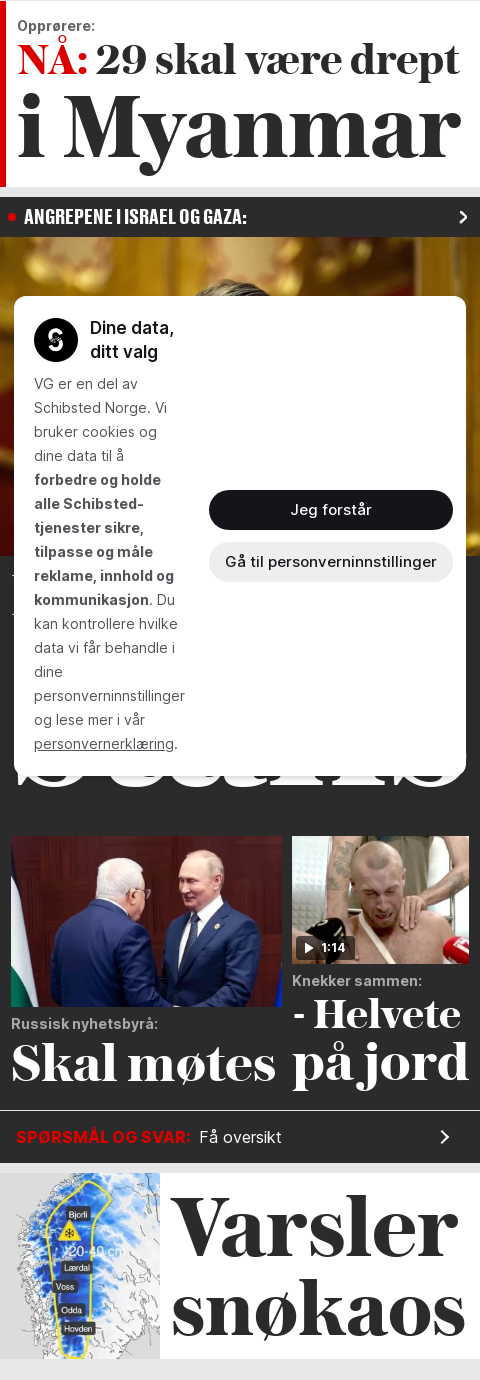 Opprørere:
NÅ: 29 skal være drept
i Myanmar
ANGREPENE I ISRAEL OG GAZA:
Dine data,
ditt valg
VG er en del av
Schibsted Norge. Vi
bruker cookies og
dine data til å
forbedre og holde
alle Schibsted-
tjenester sikre,
tilpasse og måle
reklame, innhold og
kommunikasjon. Du
kan kontrollere hvilke
data vi får behandle i
dine
personverninnstillinger
og lese mer i vår
personvernerklæring.
Jeg forstår
Gå til personverninnstillinger
1:14
Russisk nyhetsbyrå:
Skal møtes
Knekker sammen:
- Helvete
på jord
SPØRSMÅL OG SVAR: Få oversikt
Bjorli
20-40 cm
Lærdal
Voss
Odda
Hovden
Varsler
snøkaos